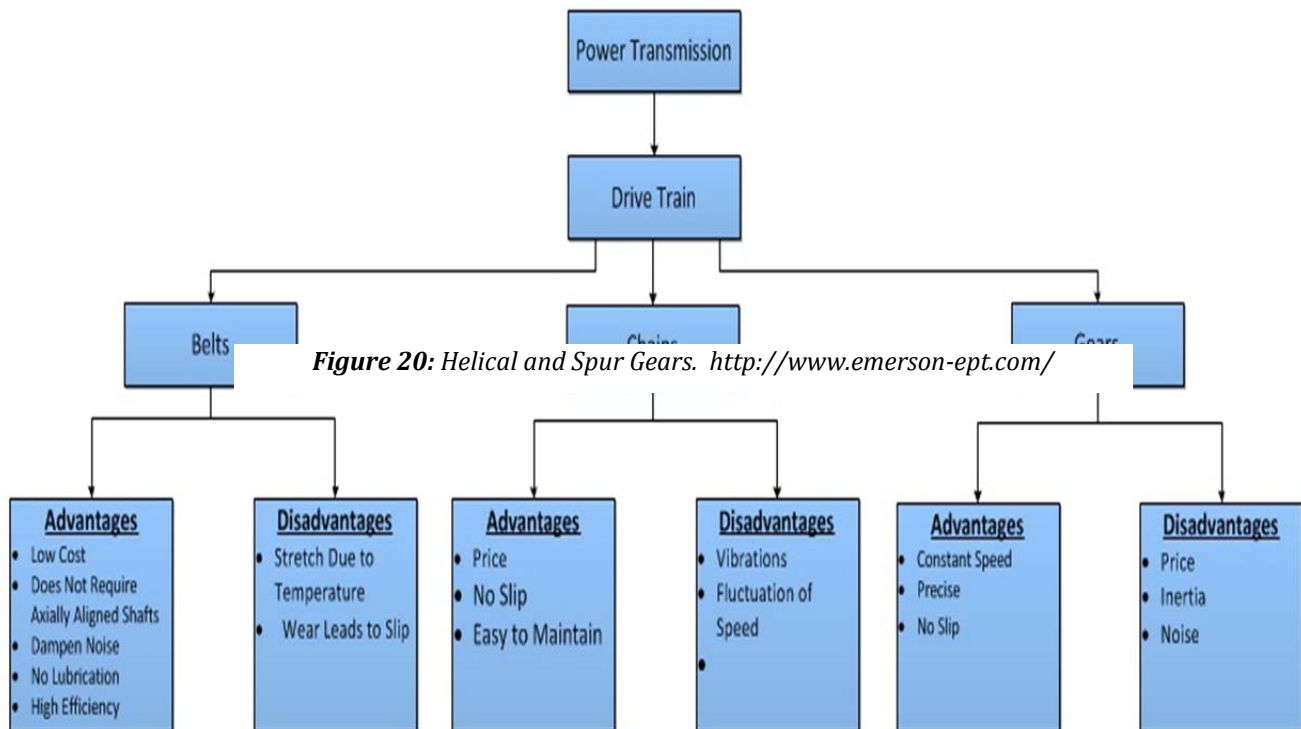 Power Transmission
Drive Train
Belts
Chains
Gears
Figure 20: Helical and Spur Gears. http://www.emerson-ept.com/
Advantages
• Low Cost
• Does Not Require
Axially Aligned Shafts
• Dampen Noise
• No Lubrication
• High Efficiency
Disadvantages
• Stretch Due to
Temperature
• Wear Leads to Slip
Advantages
• Price
• No Slip
• Easy to Maintain
Disadvantages
• Vibrations
• Fluctuation of
Speed
•
Advantages
• Constant Speed
• Precise
• No Slip
Disadvantages
• Price
• Inertia
• Noise